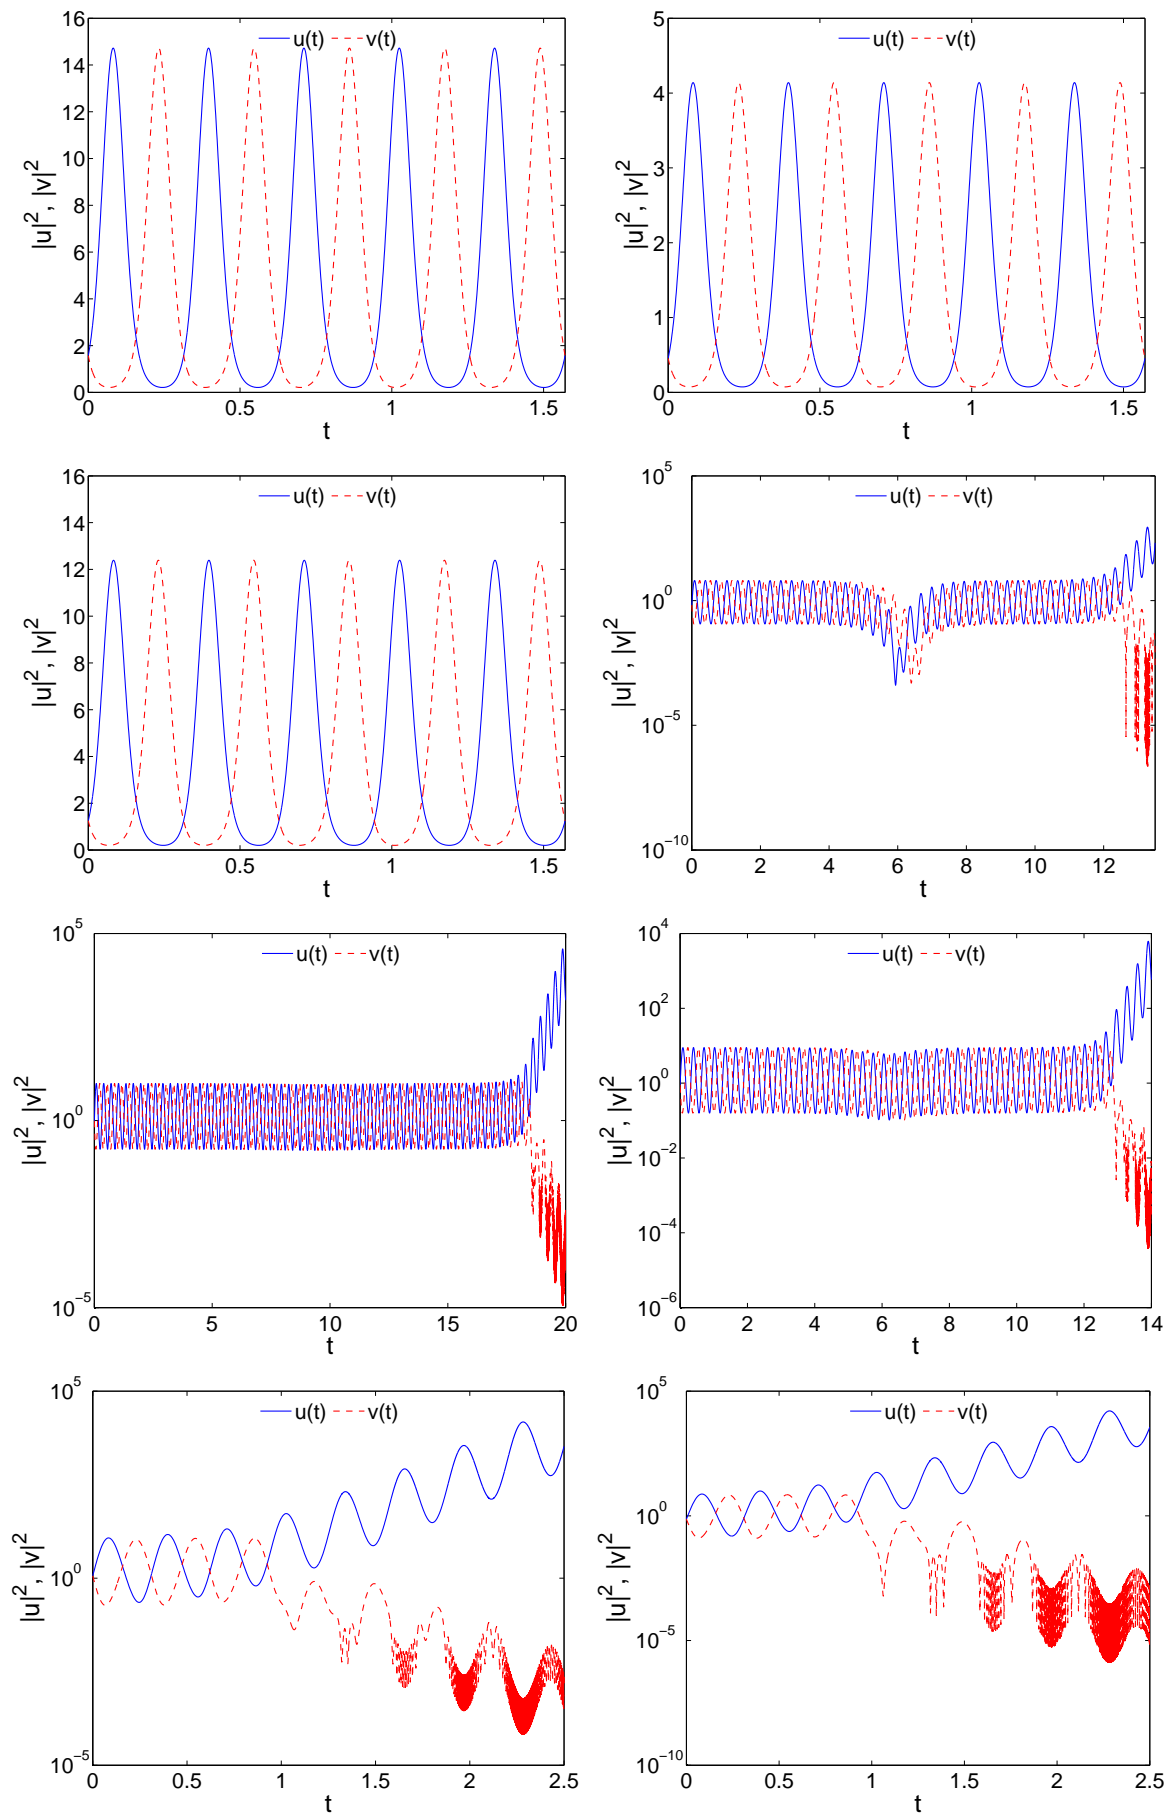 16
14
12
10
8
6
4
2
0
u(t) v(t)
|u|², |v|²
0 0.5 1 1.5
t
5
4
3
2
1
0
u(t) v(t)
|u|², |v|²
0 0.5 1 1.5
t
16
14
12
10
8
6
4
2
0
u(t) v(t)
|u|², |v|²
0 0.5 1 1.5
t
10⁵
10⁰
10⁻⁵
10⁻¹⁰
u(t) v(t)
|u|², |v|²
0 2 4 6 8 10 12
t
10⁵
10⁰
10⁻⁵
u(t) v(t)
|u|², |v|²
0 5 10 15 20
t
10⁴
10²
10⁰
10⁻²
10⁻⁴
10⁻⁶
u(t) v(t)
|u|², |v|²
0 2 4 6 8 10 12 14
t
10⁵
10⁰
10⁻⁵
u(t) v(t)
|u|², |v|²
0 0.5 1 1.5 2 2.5
t
10⁵
10⁰
10⁻⁵
10⁻¹⁰
u(t) v(t)
|u|², |v|²
0 0.5 1 1.5 2 2.5
t